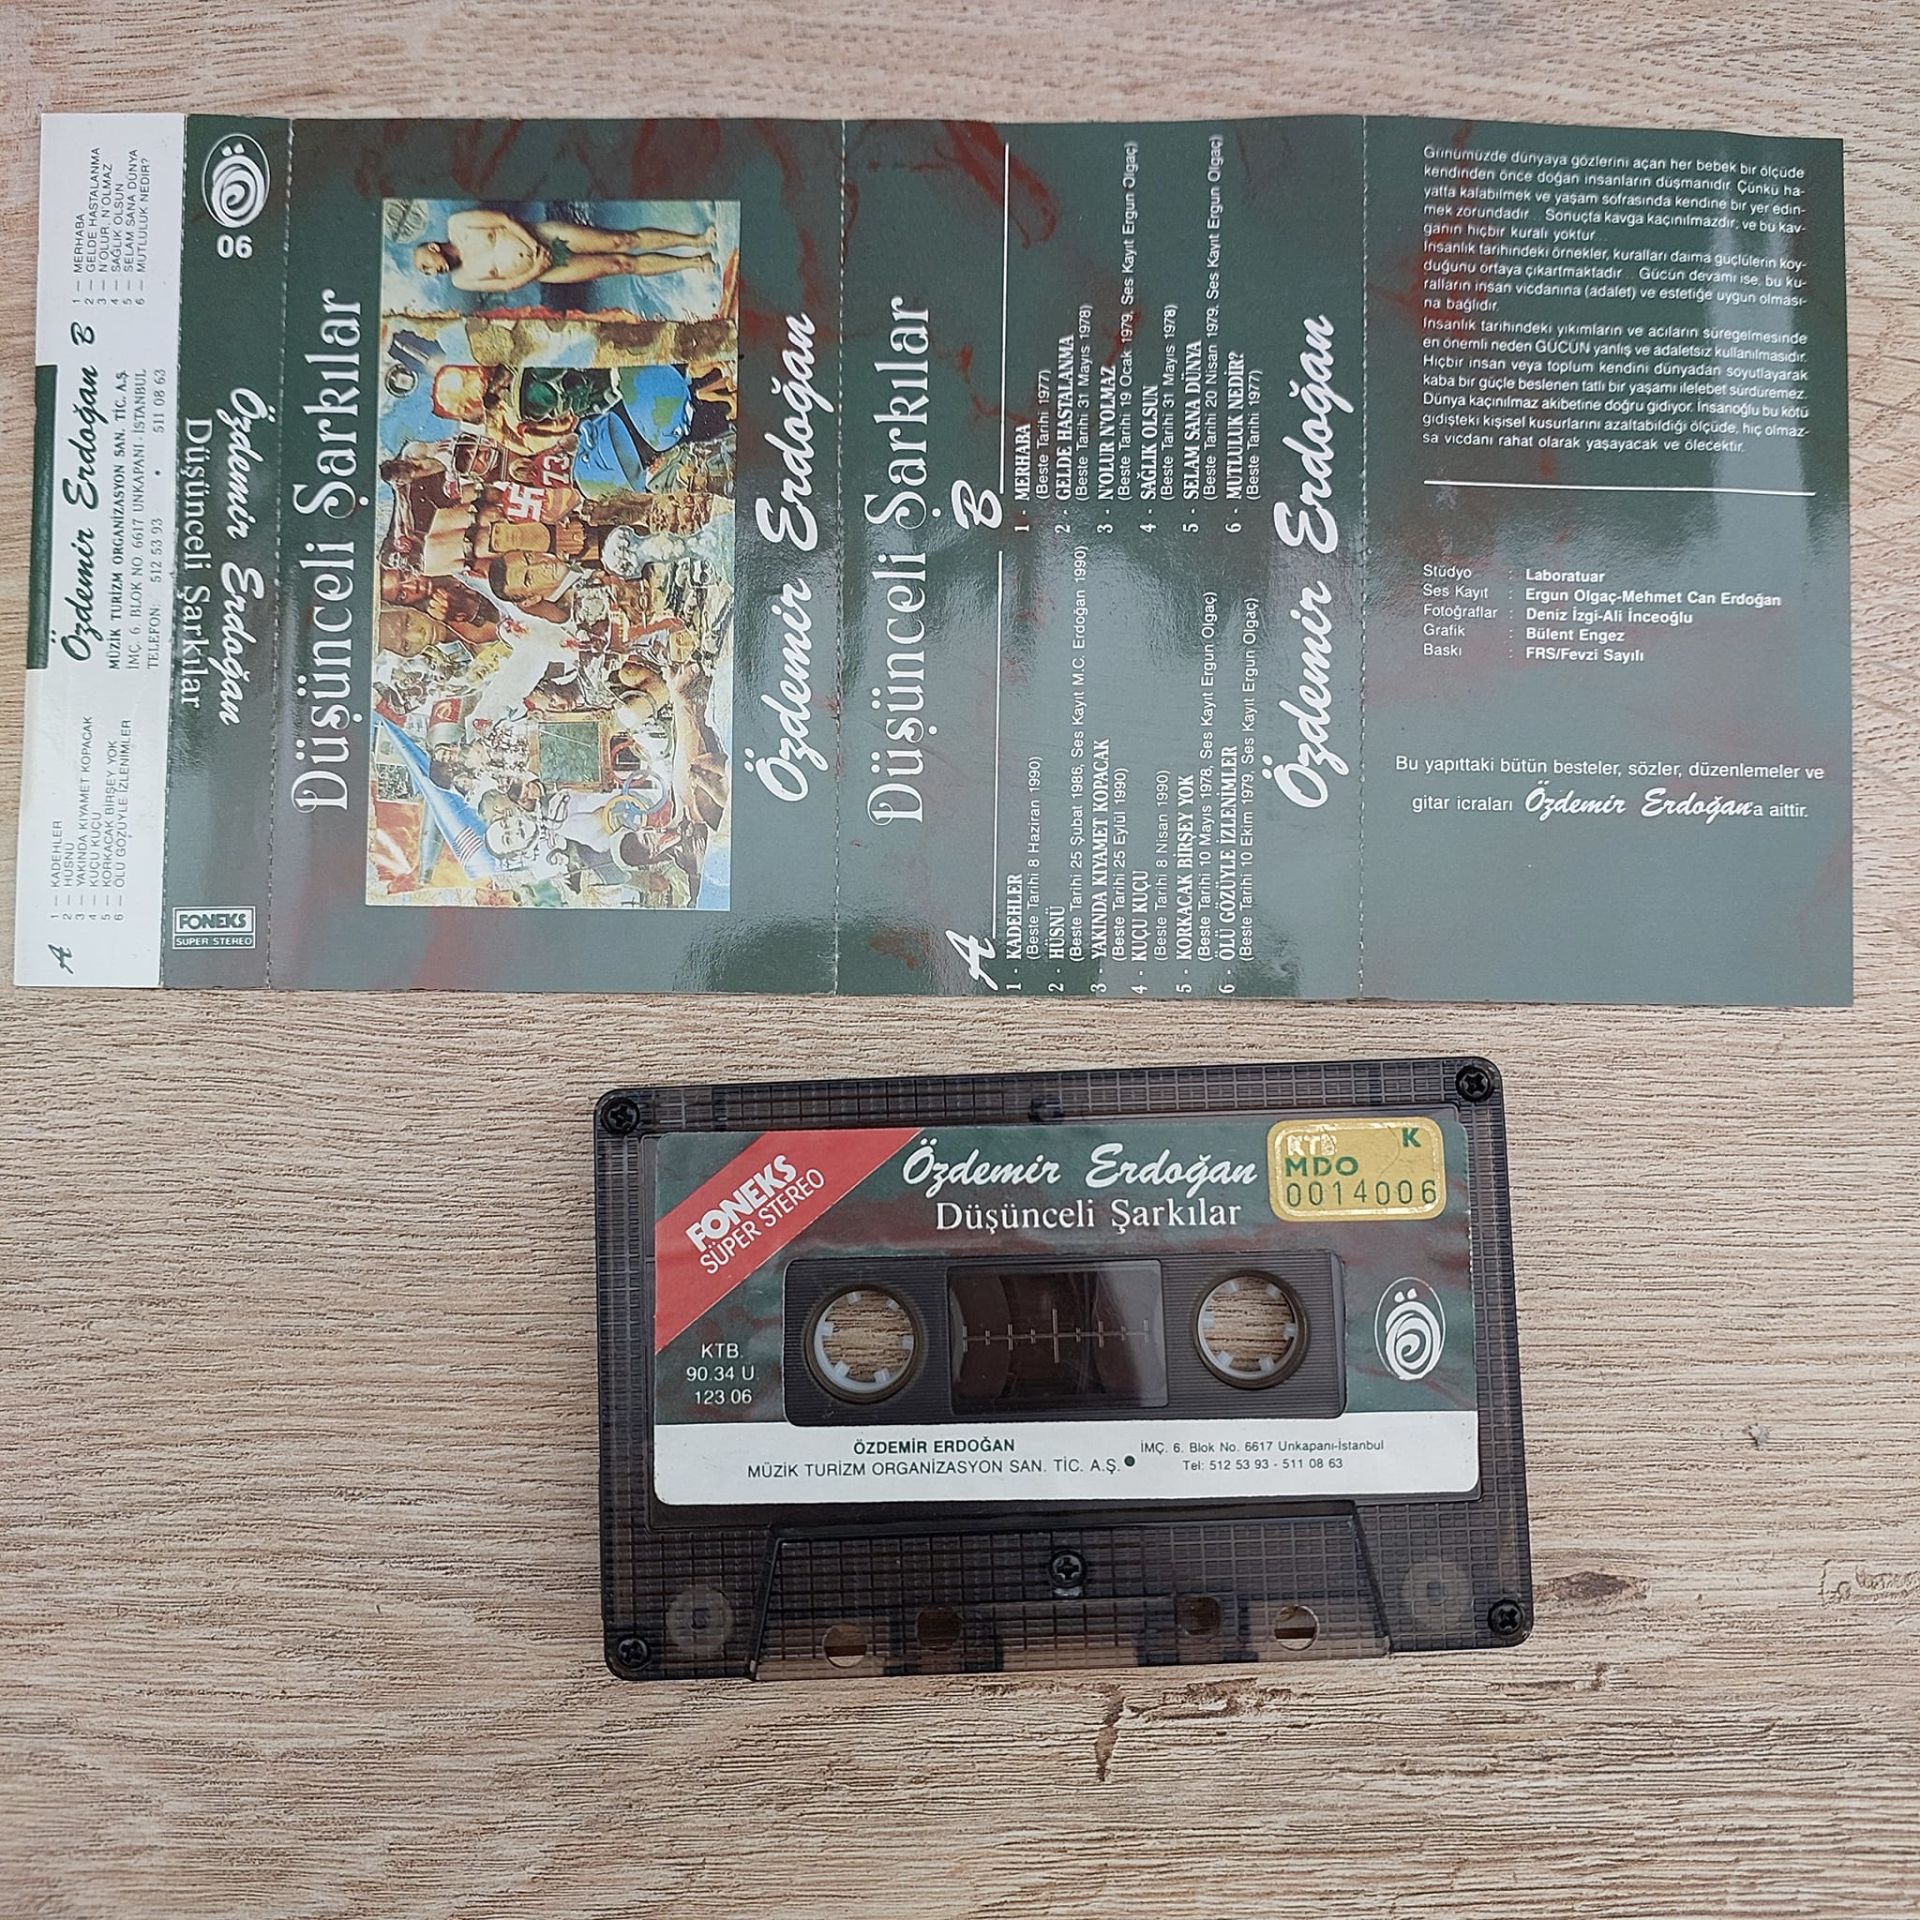 A
1 — KADEHLER
2 — HÜSNÜ
3 — YAKINDA KIYAMET KOPACAK
4 — KUÇU KUÇU
5 — KORKACAK BİRŞEY YOK
6 — ÖLÜ GÖZÜYLE İZLENİMLER
Özdemir Erdoğan
MÜZİK TURİZM ORGANİZASYON SAN. TİC. A.Ş.
İMÇ. 6. BLOK NO. 6617 UNKAPANI - İSTANBUL
TELEFON: 512 53 93 • 511 08 63
B
1 — MERHABA
2 — GELDE HASTALANMA
3 — N'OLUR, N'OLMAZ
4 — SAĞLIK OLSUN
5 — SELAM SANA DÜNYA
6 — MUTLULUK NEDİR?
FONEKS
SÜPER STEREO
Özdemir Erdoğan
Düşünceli Şarkılar
06
Düşünceli Şarkılar
73
Özdemir Erdoğan
Düşünceli Şarkılar
A
1 - KADEHLER
(Beste Tarihi 8 Haziran 1990)
2 - HÜSNÜ
(Beste Tarihi 25 Şubat 1986, Ses Kayıt M.C. Erdoğan 1990)
3 - YAKINDA KIYAMET KOPACAK
(Beste Tarihi 25 Eylül 1990)
4 - KUÇU KUÇU
(Beste Tarihi 8 Nisan 1990)
5 - KORKACAK BİRŞEY YOK
(Beste Tarihi 10 Mayıs 1978, Ses Kayıt Ergun Olgaç)
6 - ÖLÜ GÖZÜYLE İZLENİMLER
(Beste Tarihi 10 Ekim 1979, Ses Kayıt Ergun Olgaç)
B
1 - MERHABA
(Beste Tarihi 1977)
2 - GELDE HASTALANMA
(Beste Tarihi 31 Mayıs 1978)
3 - N'OLUR N'OLMAZ
(Beste Tarihi 19 Ocak 1979, Ses Kayıt Ergun Olgaç)
4 - SAĞLIK OLSUN
(Beste Tarihi 31 Mayıs 1978)
5 - SELAM SANA DÜNYA
(Beste Tarihi 20 Nisan 1979, Ses Kayıt Ergun Olgaç)
6 - MUTLULUK NEDİR?
(Beste Tarihi 1977)
Özdemir Erdoğan
Günümüzde dünyaya gözlerini açan her bebek bir ölçüde
kendinden önce doğan insanların düşmanıdır. Çünkü ha-
yatta kalabilmek ve yaşam sofrasında kendine bir yer edin-
mek zorundadır... Sonuçta kavga kaçınılmazdır, ve bu kav-
ganın hiçbir kuralı yoktur...
İnsanlık tarihindeki örnekler, kuralları daima güçlülerin koy-
duğunu ortaya çıkartmaktadır... Gücün devamı ise, bu ku-
ralların insan vicdanına (adalet) ve estetiğe uygun olması-
na bağlıdır.
İnsanlık tarihindeki yıkımların ve acıların süregelmesinde
en önemli neden GÜCÜN yanlış ve adaletsiz kullanılmasıdır.
Hiçbir insan veya toplum kendini dünyadan soyutlayarak
kaba bir güçle beslenen tatlı bir yaşamı ilelebet sürdüremez.
Dünya kaçınılmaz akibetine doğru gidiyor. İnsanoğlu bu kötü
gidişteki kişisel kusurlarını azaltabildiği ölçüde, hiç olmaz-
sa vicdanı rahat olarak yaşayacak ve ölecektir.
Stüdyo : Laboratuar
Ses Kayıt : Ergun Olgaç-Mehmet Can Erdoğan
Fotoğraflar : Deniz İzgi-Ali İnceoğlu
Grafik : Bülent Engez
Baskı : FRS/Fevzi Sayılı
Bu yapıttaki bütün besteler, sözler, düzenlemeler ve
gitar icraları Özdemir Erdoğan'a aittir.
FONEKS
SÜPER STEREO
Özdemir Erdoğan
Düşünceli Şarkılar
KTB K
MDO
0014006
KTB.
90.34 U.
123.06
ÖZDEMİR ERDOĞAN
MÜZİK TURİZM ORGANİZASYON SAN. TİC. A.Ş. •
İMÇ. 6. Blok No. 6617 Unkapanı-İstanbul
Tel: 512 53 93 - 511 08 63